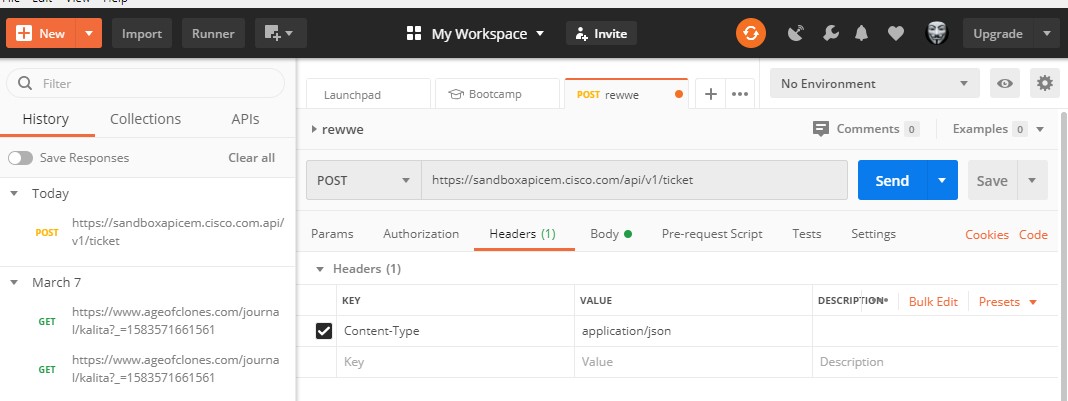 File Edit View Help
New Import Runner My Workspace Invite Upgrade
Filter
History Collections APIs
Save Responses Clear all
Today
POST https://sandboxapicem.cisco.com.api/
v1/ticket
March 7
GET https://www.ageofclones.com/journa
l/kalita?_=1583571661561
GET https://www.ageofclones.com/journa
l/kalita?_=1583571661561
Launchpad Bootcamp POST rewwe No Environment
rewwe Comments 0 Examples 0
POST https://sandboxapicem.cisco.com/api/v1/ticket Send Save
Params Authorization Headers (1) Body Pre-request Script Tests Settings Cookies Code
Headers (1)
KEY VALUE DESCRIPTION Bulk Edit Presets
Content-Type application/json
Key Value Description